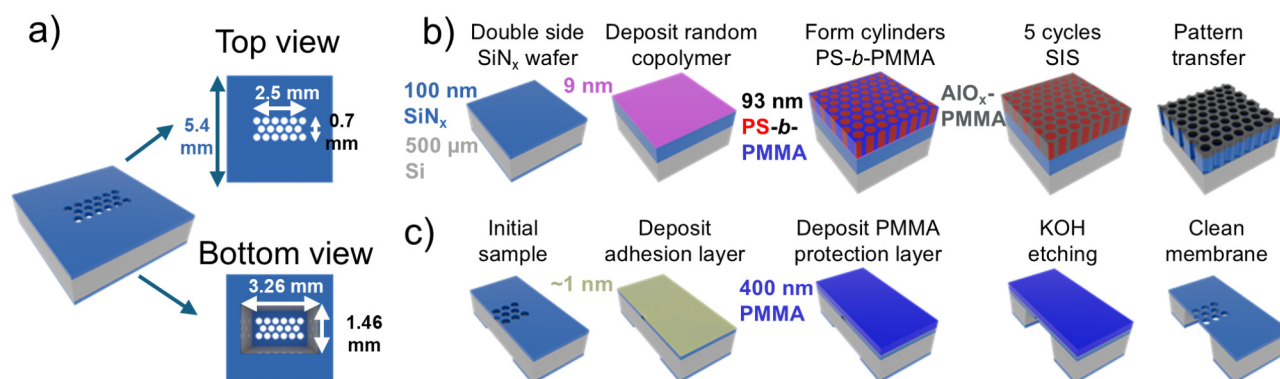 a)
Top view
2.5 mm
5.4
mm
0.7
mm
Bottom view
3.26 mm
1.46
mm
b)
Double side
SiNx wafer
Deposit random
copolymer
Form cylinders
PS-b-PMMA
5 cycles
SIS
Pattern
transfer
100 nm
SiNx
500 µm
Si
9 nm
93 nm
PS-b-
PMMA
AlOx-
PMMA
c)
Initial
sample
Deposit
adhesion layer
Deposit PMMA
protection layer
KOH
etching
Clean
membrane
~1 nm
400 nm
PMMA